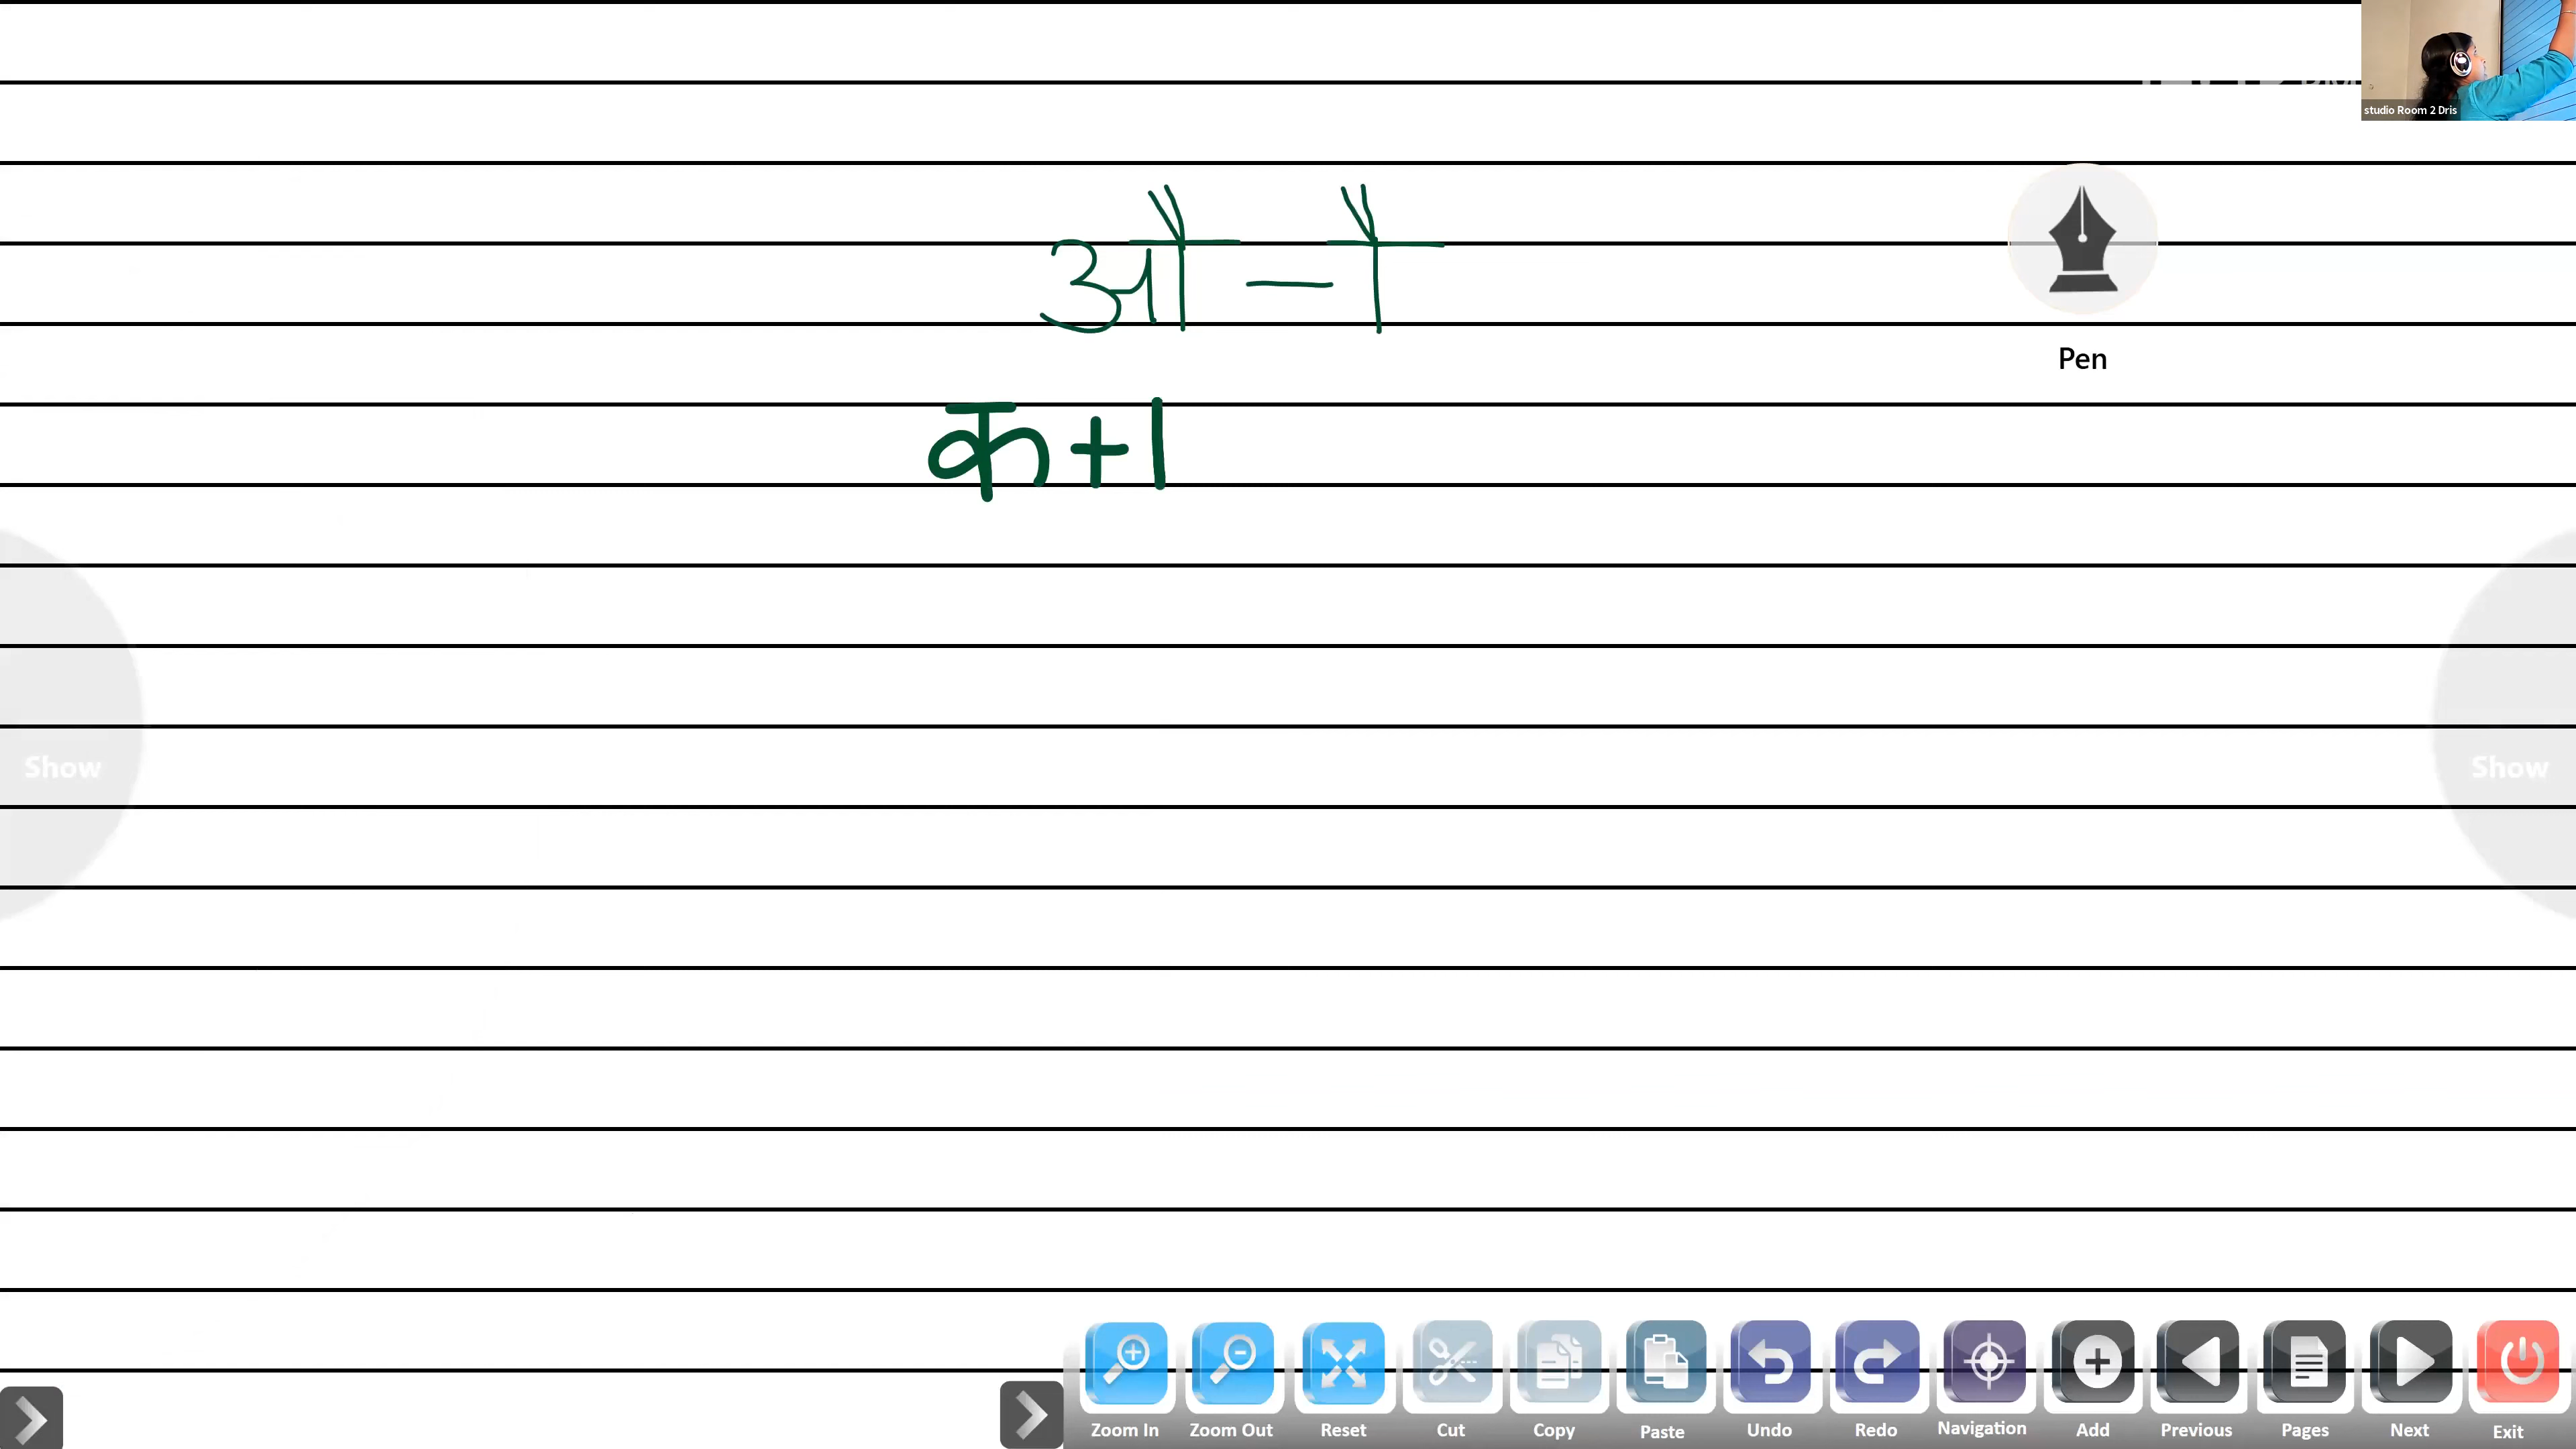 studio Room 2 Dris
औ — ौ
Pen
क + ा
Show Show
Zoom In Zoom Out Reset Cut Copy Paste Undo Redo Navigation Add Previous Pages Next Exit